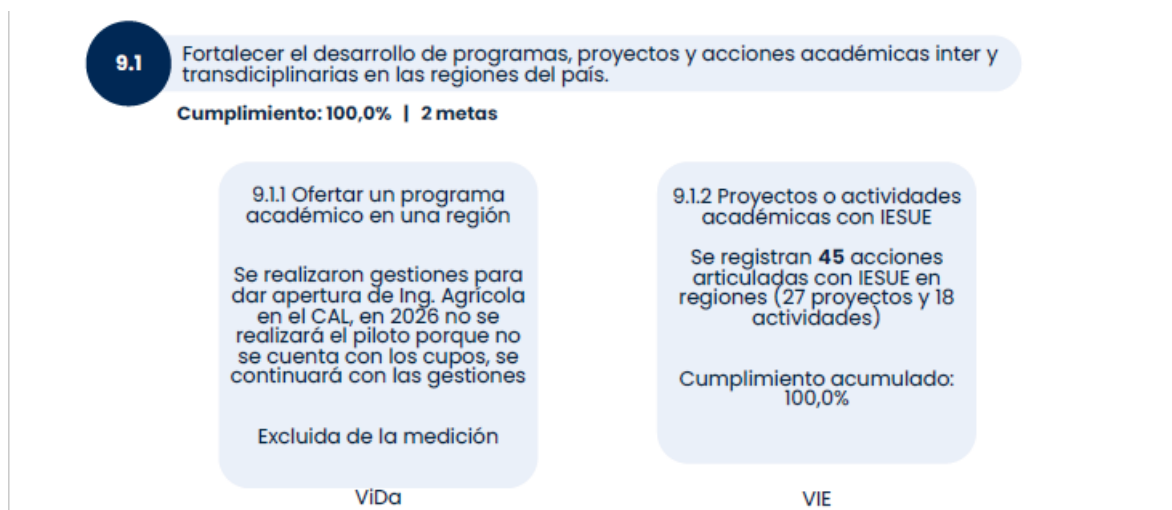 9.1
Fortalecer el desarrollo de programas, proyectos y acciones académicas inter y
transdiciplinarias en las regiones del país.
Cumplimiento: 100,0% | 2 metas
9.1.1 Ofertar un programa
académico en una región
Se realizaron gestiones para
dar apertura de Ing. Agrícola
en el CAL, en 2026 no se
realizará el piloto porque no
se cuenta con los cupos, se
continuará con las gestiones
Excluida de la medición
ViDa
9.1.2 Proyectos o actividades
académicas con IESUE
Se registran 45 acciones
articuladas con IESUE en
regiones (27 proyectos y 18
actividades)
Cumplimiento acumulado:
100,0%
VIE